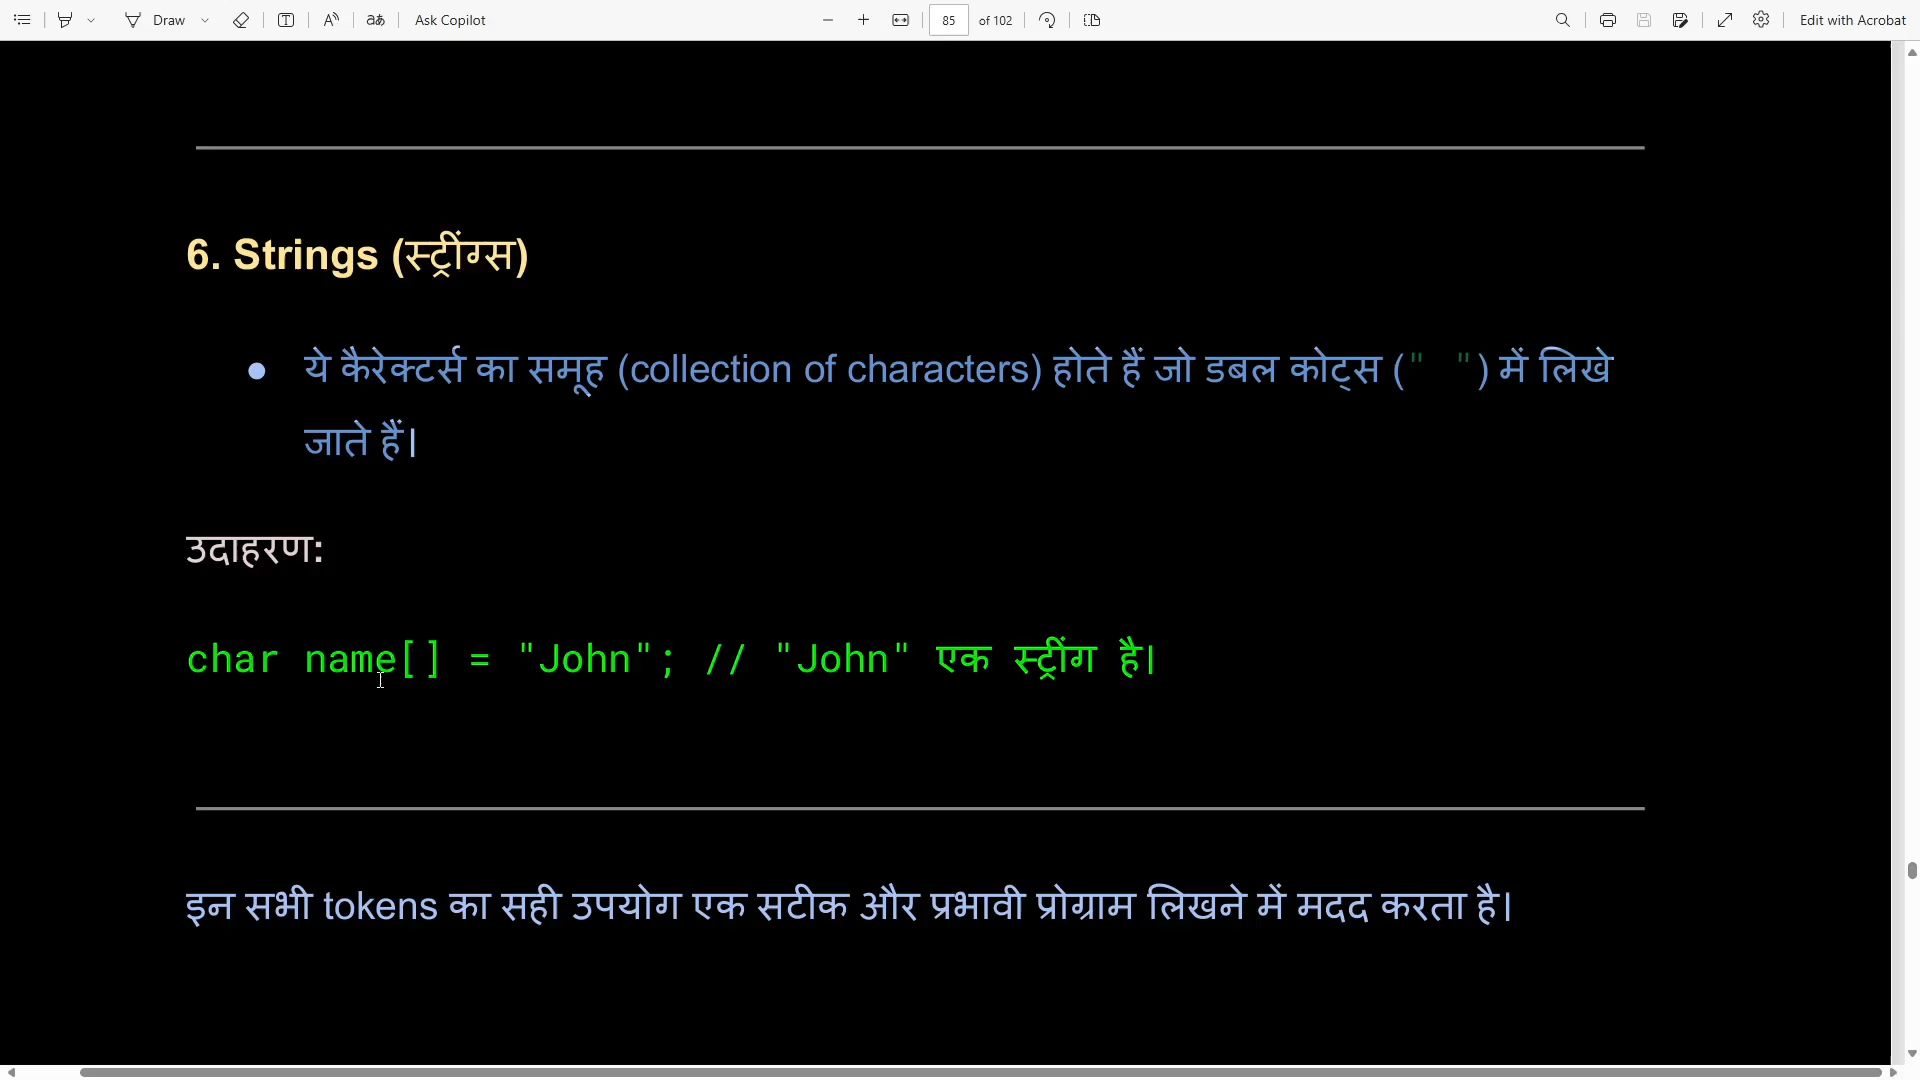 Draw
Ask Copilot
85 of 102
Edit with Acrobat
6. Strings (स्ट्रींग्स)
● ये कैरेक्टर्स का समूह (collection of characters) होते हैं जो डबल कोट्स (" ") में लिखे
जाते हैं।
उदाहरण:
char name[] = "John"; // "John" एक स्ट्रींग है।
इन सभी tokens का सही उपयोग एक सटीक और प्रभावी प्रोग्राम लिखने में मदद करता है।